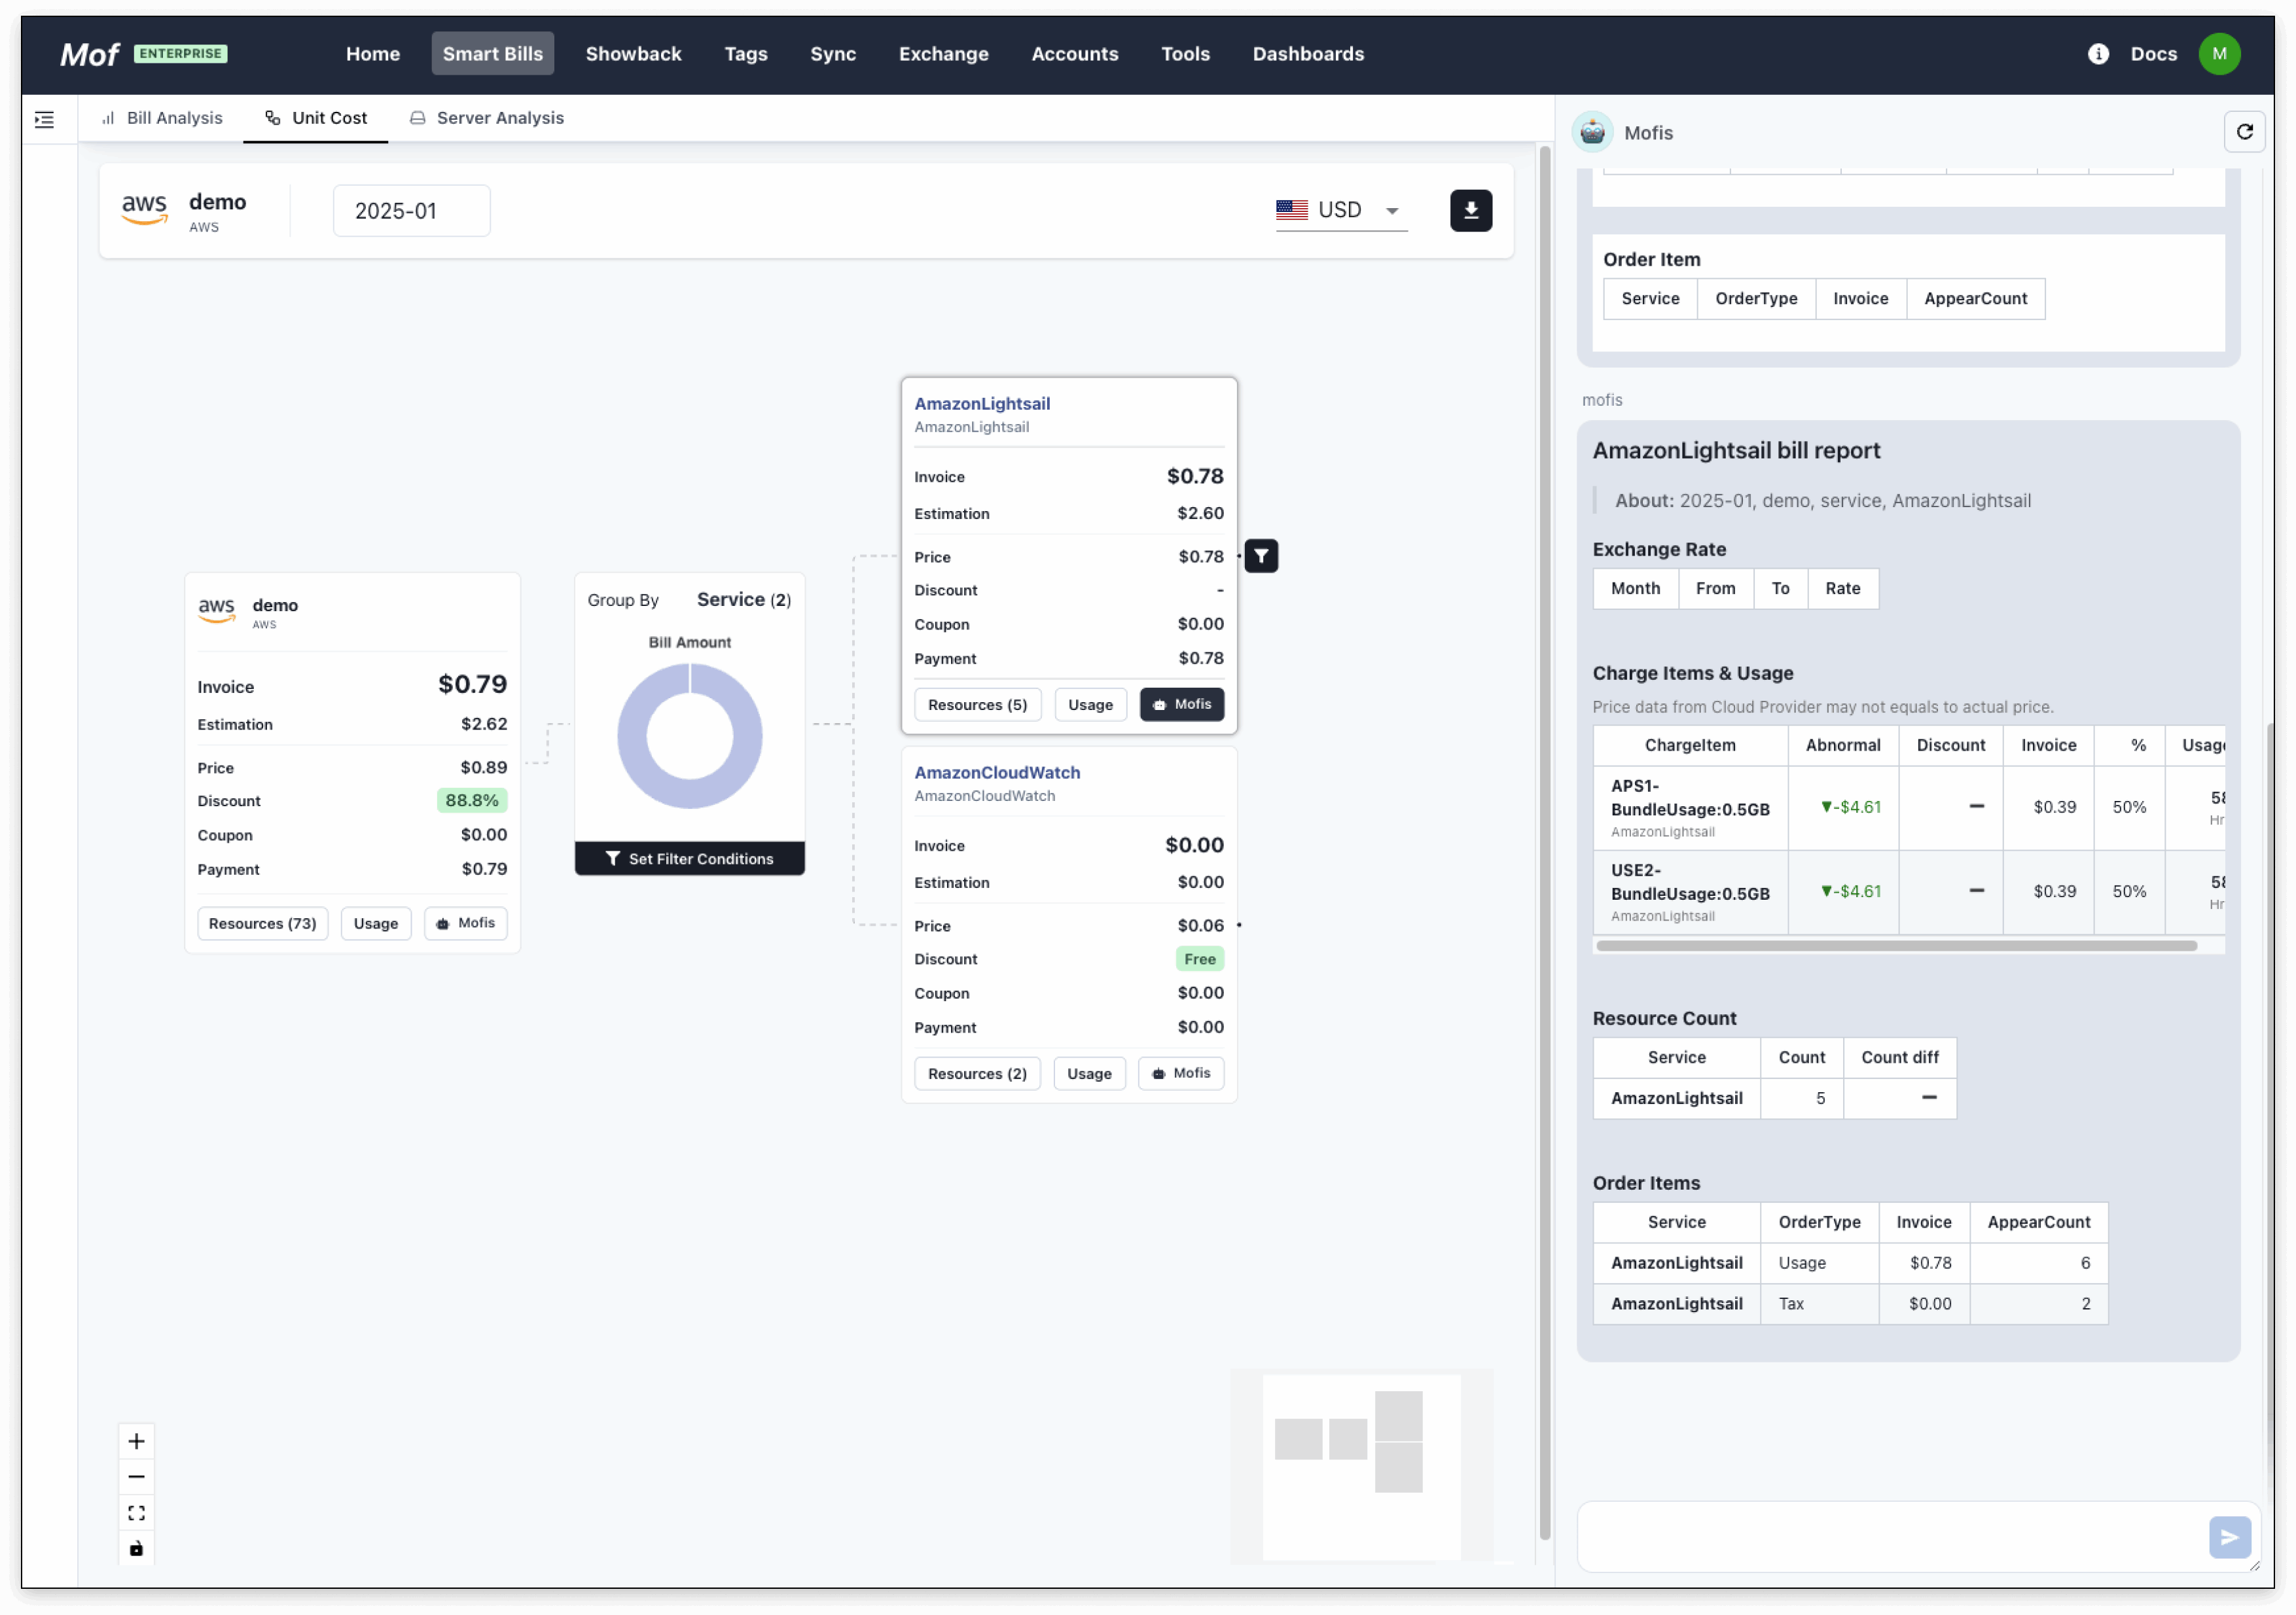 Mof ENTERPRISE Home Smart Bills Showback Tags Sync Exchange Accounts Tools Dashboards Docs M
Bill Analysis Unit Cost Server Analysis
aws demo
AWS
2025-01
USD
aws demo
AWS
Invoice $0.79
Estimation $2.62
Price $0.89
Discount 88.8%
Coupon $0.00
Payment $0.79
Resources (73) Usage Mofis
Group By Service (2)
Bill Amount
Set Filter Conditions
AmazonLightsail
AmazonLightsail
Invoice $0.78
Estimation $2.60
Price $0.78
Discount -
Coupon $0.00
Payment $0.78
Resources (5) Usage Mofis
AmazonCloudWatch
AmazonCloudWatch
Invoice $0.00
Estimation $0.00
Price $0.06
Discount Free
Coupon $0.00
Payment $0.00
Resources (2) Usage Mofis
Mofis
Order Item
Service OrderType Invoice AppearCount
mofis
AmazonLightsail bill report
About: 2025-01, demo, service, AmazonLightsail
Exchange Rate
Month From To Rate
Charge Items & Usage
Price data from Cloud Provider may not equals to actual price.
ChargeItem Abnormal Discount Invoice % Usage
APS1-
BundleUsage:0.5GB ▼-$4.61 — $0.39 50%
AmazonLightsail Hr
USE2-
BundleUsage:0.5GB ▼-$4.61 — $0.39 50%
AmazonLightsail Hr
Resource Count
Service Count Count diff
AmazonLightsail 5 —
Order Items
Service OrderType Invoice AppearCount
AmazonLightsail Usage $0.78 6
AmazonLightsail Tax $0.00 2